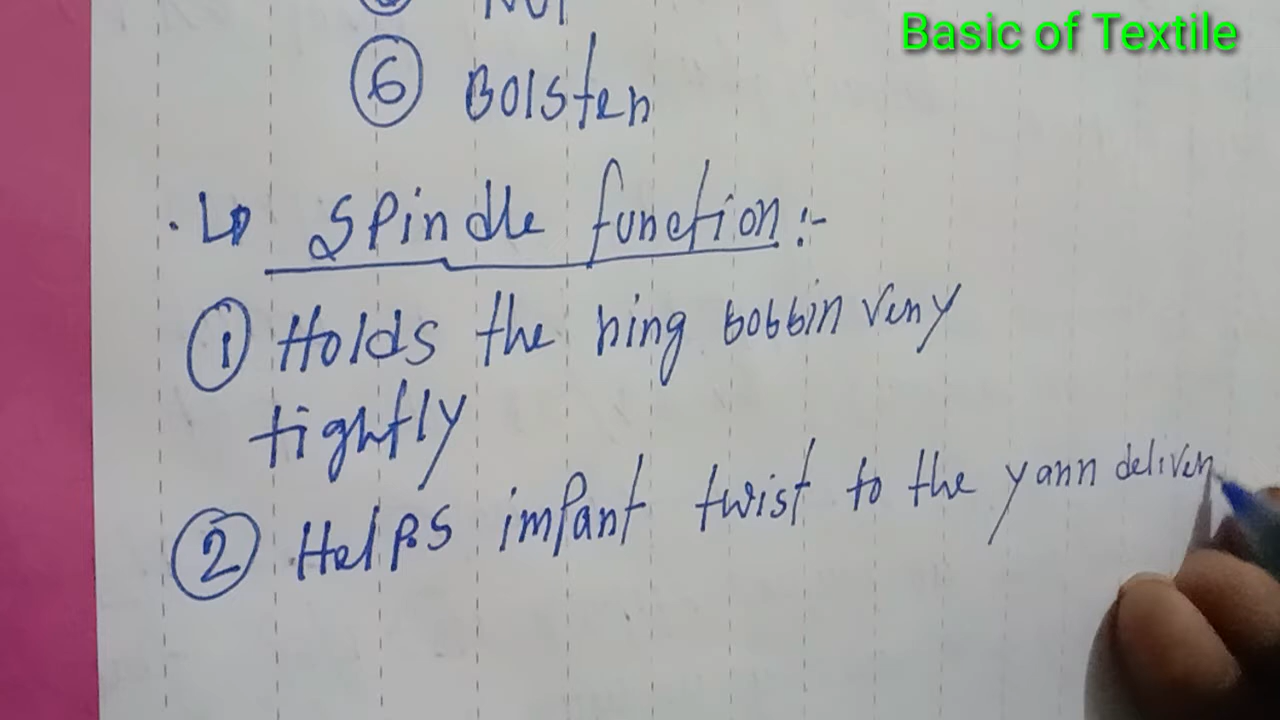 Basic of Textile
⑥ Bolster
↳ Spindle function:-
① Holds the ring bobbin very
tightly
② Helps impart twist to the yarn deliver